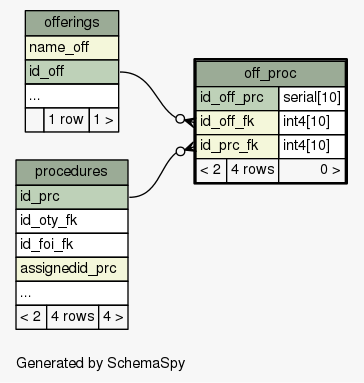 offerings
name_off
id_off
...
1 row 1 >
off_proc
id_off_prc serial[10]
id_off_fk int4[10]
id_prc_fk int4[10]
< 2 4 rows 0 >
procedures
id_prc
id_oty_fk
id_foi_fk
assignedid_prc
...
< 2 4 rows 4 >
Generated by SchemaSpy